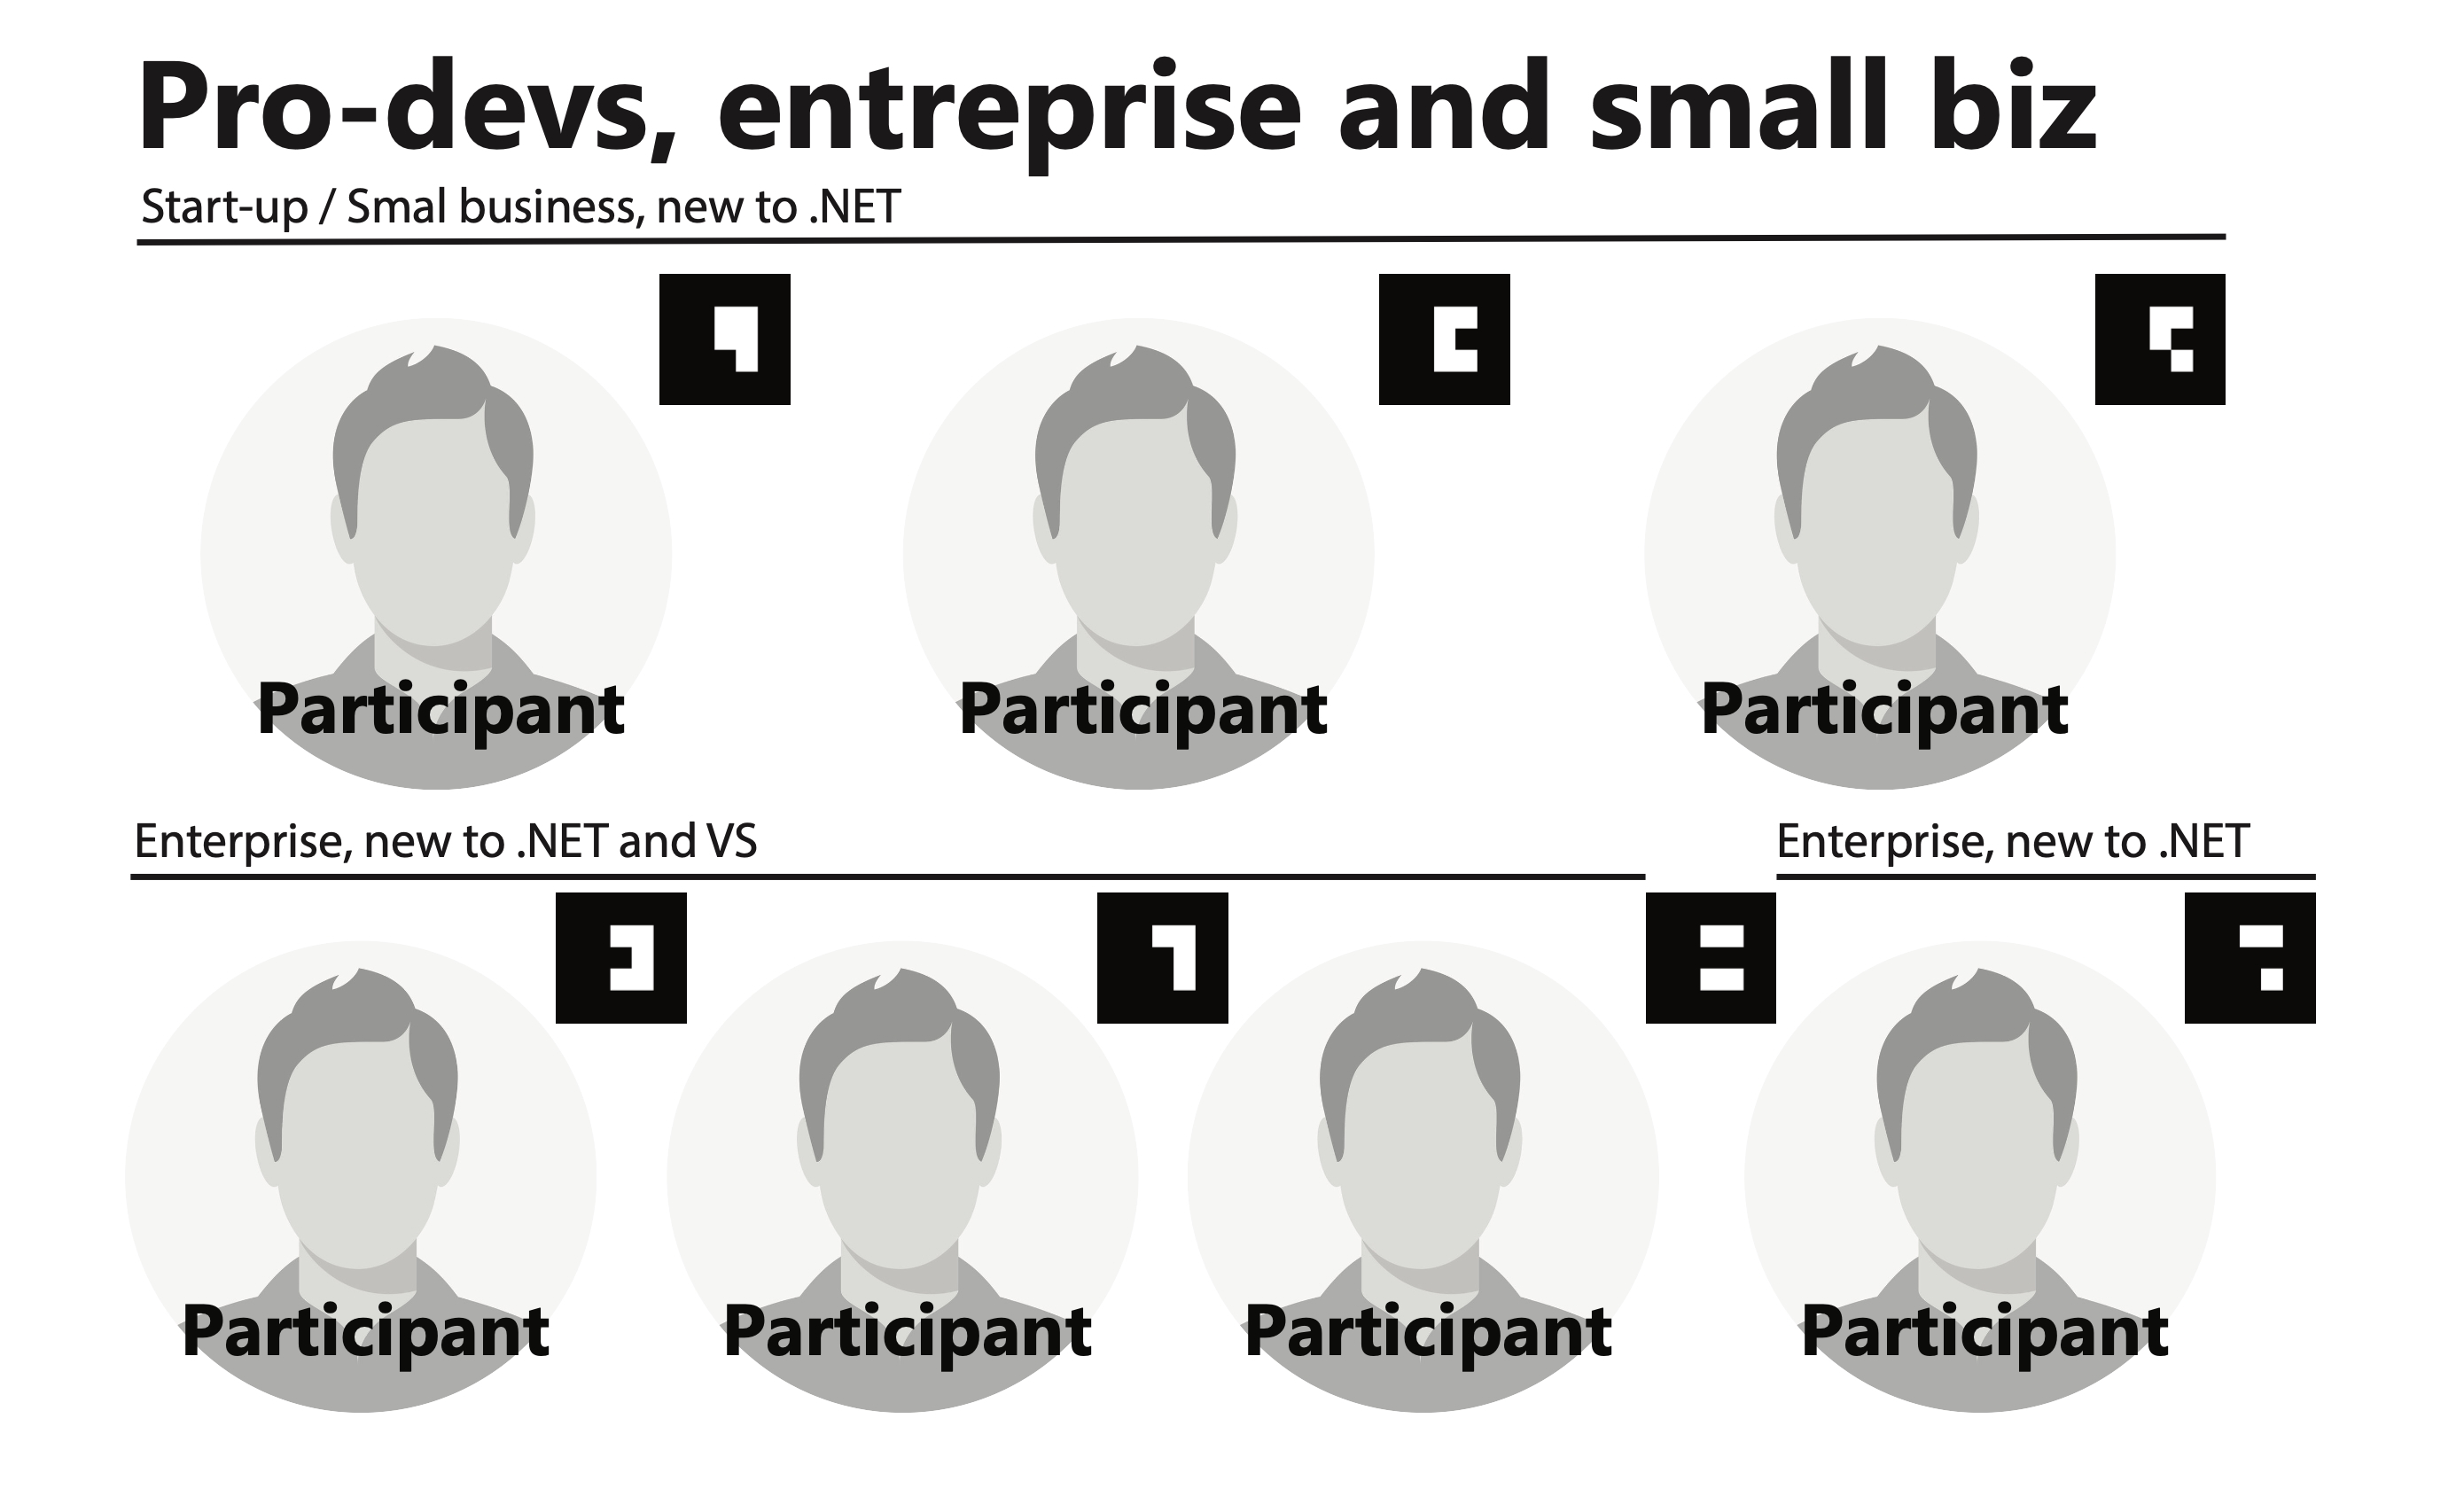 Pro-devs, entreprise and small biz
Start-up / Smal business, new to .NET
Participant Participant Participant
Enterprise, new to .NET and VS
Enterprise, new to .NET
Participant Participant Participant Participant